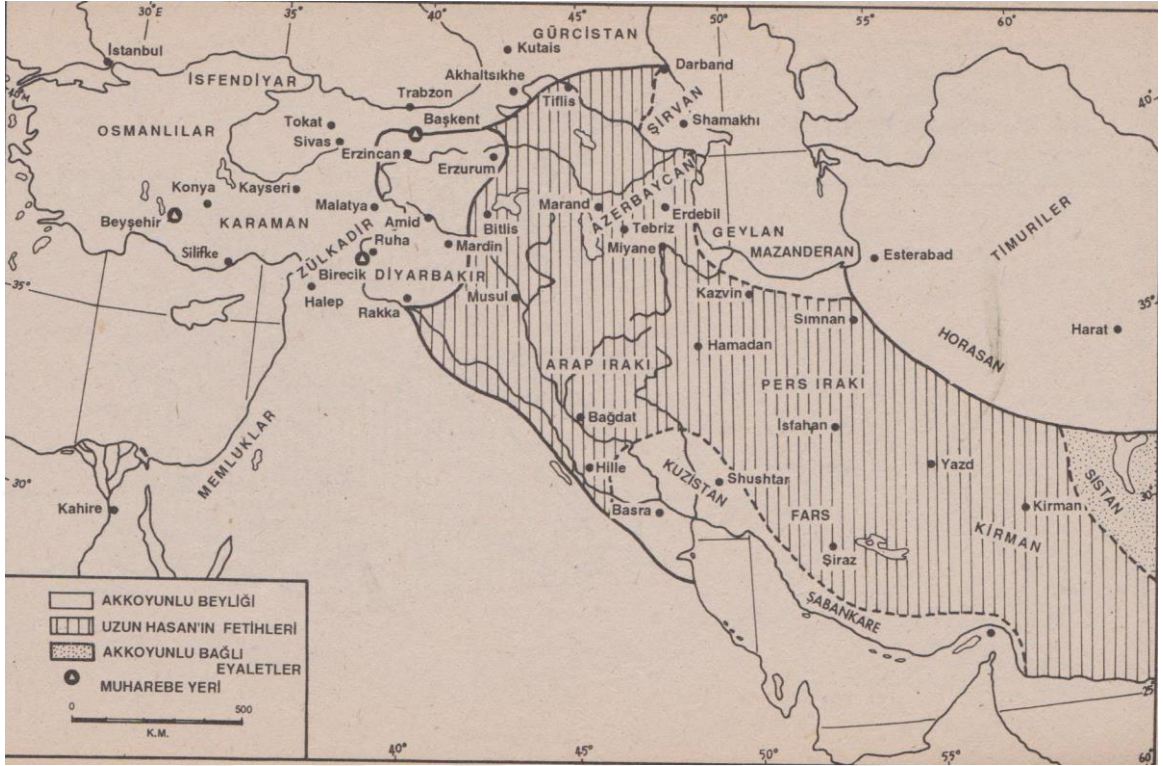 30° E
35°
40°
45°
50°
55°
60°
GÜRCİSTAN
Kutais
İstanbul
İSFENDİYAR
Akhaltsıkhe
Darband
40°
Trabzon
Tiflis
ŞİRVAN
OSMANLILAR
Tokat
Başkent
Shamakhı
Sivas
Erzincan
Erzurum
Konya
Kayseri
AZERBAYCAN
TİMURİLER
Malatya
Bitlis
Marand
Erdebil
Beyşehir
KARAMAN
Amid
Tebriz
GEYLAN
Silifke
ZÜLKADİR
Ruha
Mardin
Miyane
MAZANDERAN
Esterabad
Birecik
DİYARBAKIR
35°
Halep
Rakka
Musul
Kazvin
35°
Sımnan
Harat
Hamadan
HORASAN
ARAP IRAKI
PERS IRAKI
MEMLUKLAR
Bağdat
İsfahan
Hille
KUZİSTAN
Shushtar
Yazd
SİSTAN
30°
Kahire
Basra
FARS
Kirman
30°
KİRMAN
Şiraz
ŞABANKARE
AKKOYUNLU BEYLİĞİ
UZUN HASAN'IN FETİHLERİ
AKKOYUNLU BAĞLI
EYALETLER
MUHAREBE YERİ
0 500
K.M.
25°
40°
45°
50°
55°
60°